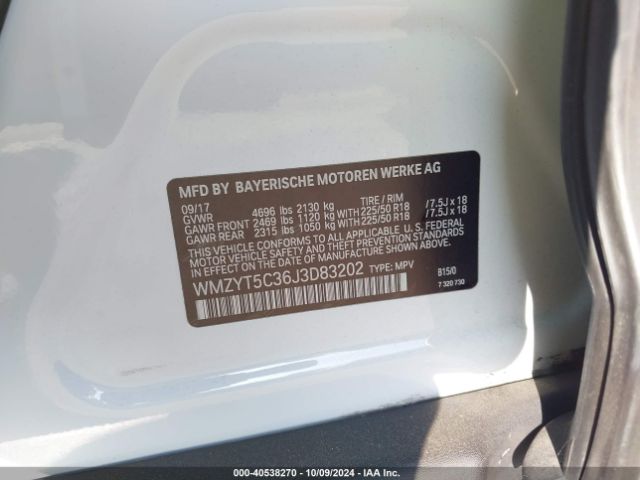 MFD BY BAYERISCHE MOTOREN WERKE AG
09/17 TIRE / RIM
GVWR 4696 lbs 2130 kg
GAWR FRONT 2469 lbs 1120 kg WITH 225/50 R18 /7.5J x 18
GAWR REAR 2315 lbs 1050 kg WITH 225/50 R18 /7.5J x 18
THIS VEHICLE CONFORMS TO ALL APPLICABLE U.S. FEDERAL
MOTOR VEHICLE SAFETY, BUMPER, AND THEFT PREVENTION
STANDARDS IN EFFECT ON THE DATE OF MANUFACTURE SHOWN ABOVE.
WMZYT5C36J3D83202 TYPE: MPV B15/0
7 320 730
000-40538270 - 10/09/2024 - IAA Inc.